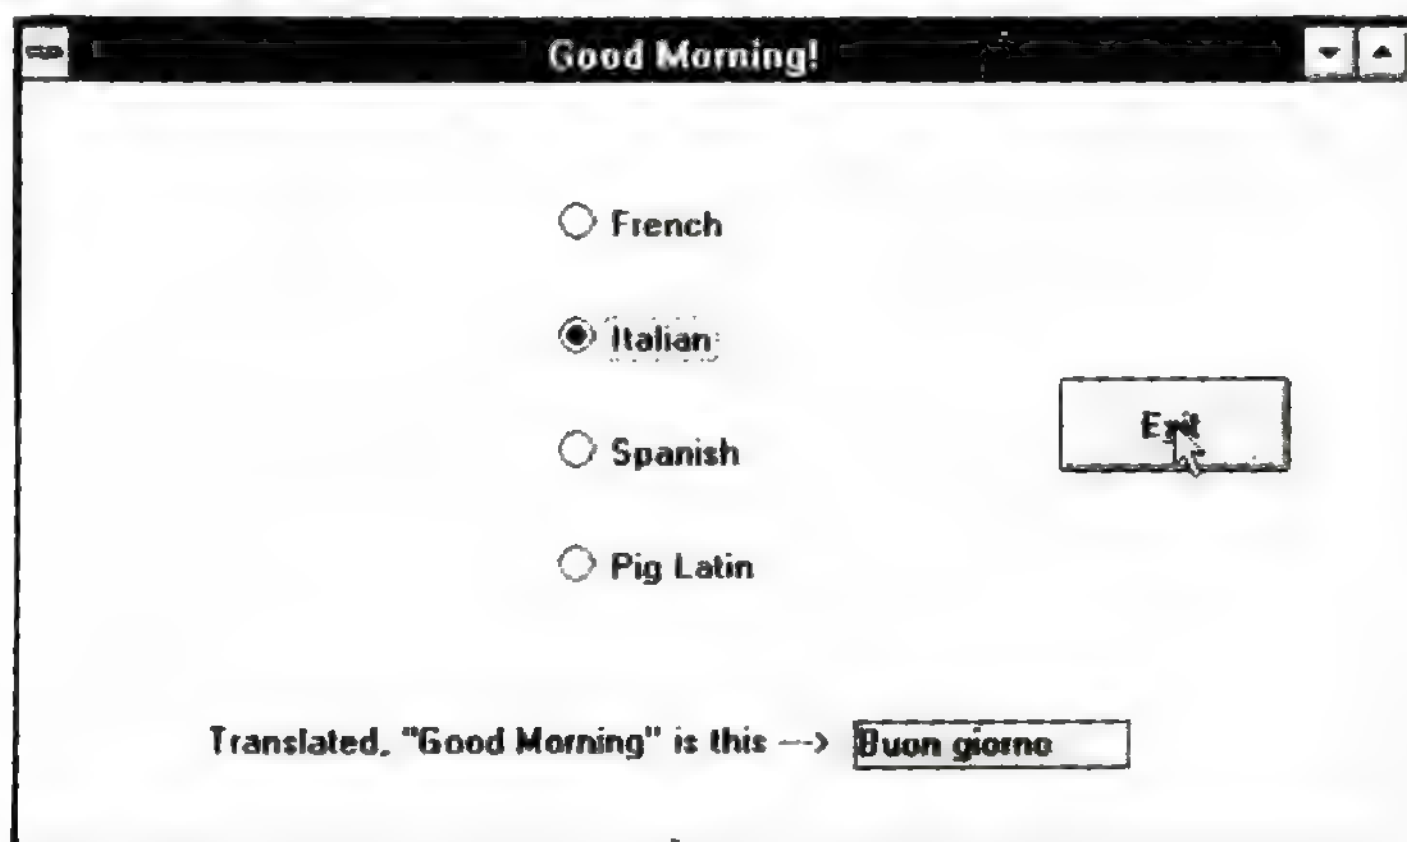 Good Morning!
French
Italian
Exit
Spanish
Pig Latin
Translated, "Good Morning" is this ---> Buon giorno